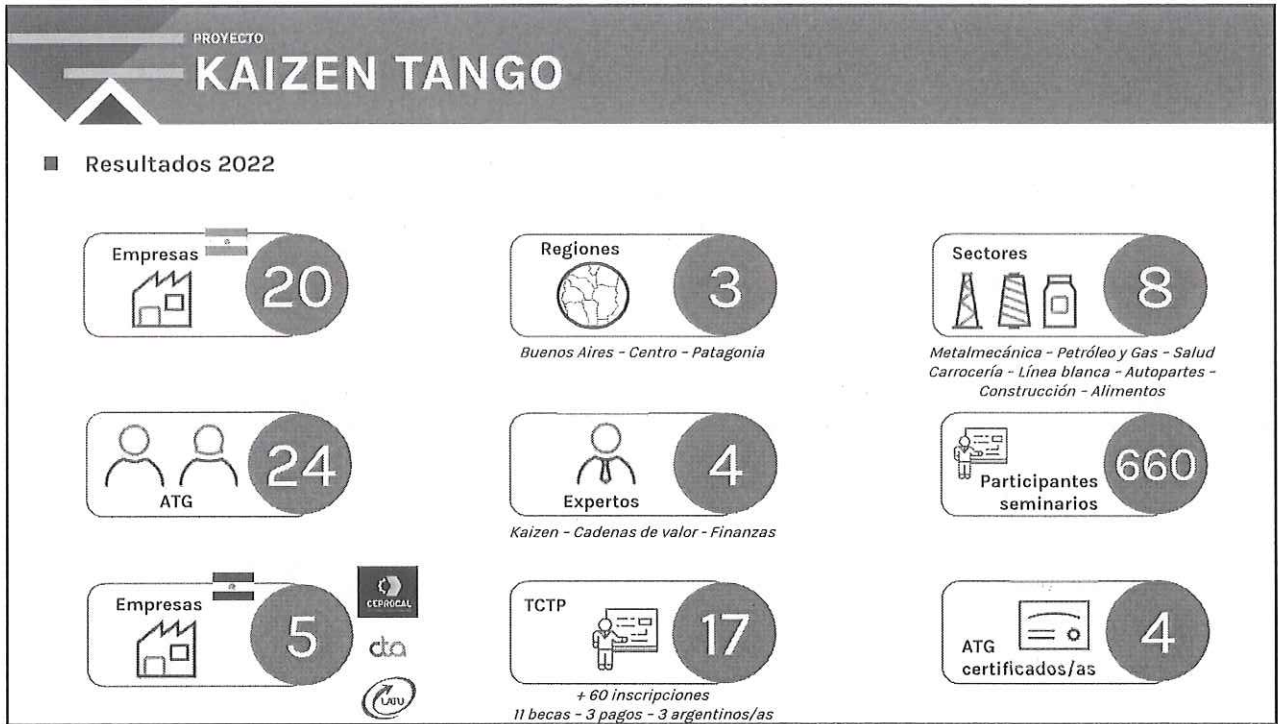 PROYECTO
KAIZEN TANGO
Resultados 2022
Empresas
20
Regiones
3
Buenos Aires - Centro - Patagonia
Sectores
8
Metalmecánica - Petróleo y Gas - Salud
Carrocería - Línea blanca - Autopartes -
Construcción - Alimentos
24
ATG
4
Expertos
Kaizen - Cadenas de valor - Finanzas
660
Participantes
seminarios
Empresas
5
CEPROCAL
cta
LATU
TCTP
17
+ 60 inscripciones
11 becas - 3 pagos - 3 argentinos/as
ATG
certificados/as
4